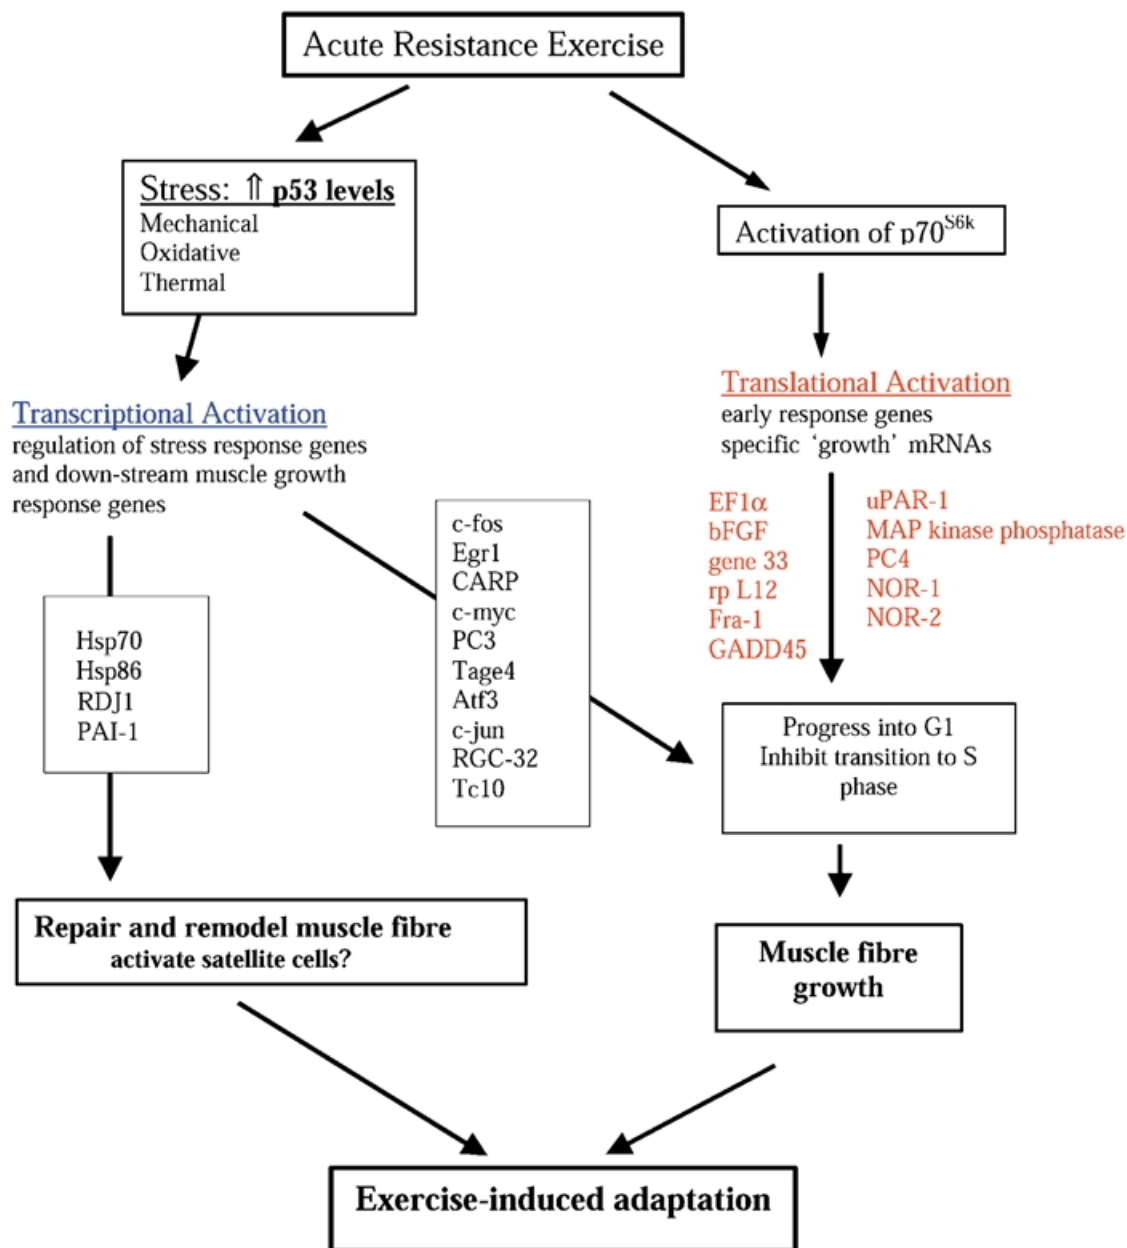 Acute Resistance Exercise
Stress: ⇑ p53 levels
Mechanical
Oxidative
Thermal
Activation of p70S6k
Transcriptional Activation
regulation of stress response genes
and down-stream muscle growth
response genes
Translational Activation
early response genes
specific ‘growth’ mRNAs
Hsp70
Hsp86
RDJ1
PAI-1
c-fos
Egr1
CARP
c-myc
PC3
Tage4
Atf3
c-jun
RGC-32
Tc10
EF1α
bFGF
gene 33
rp L12
Fra-1
GADD45
uPAR-1
MAP kinase phosphatase
PC4
NOR-1
NOR-2
Progress into G1
Inhibit transition to S
phase
Repair and remodel muscle fibre
activate satellite cells?
Muscle fibre
growth
Exercise-induced adaptation